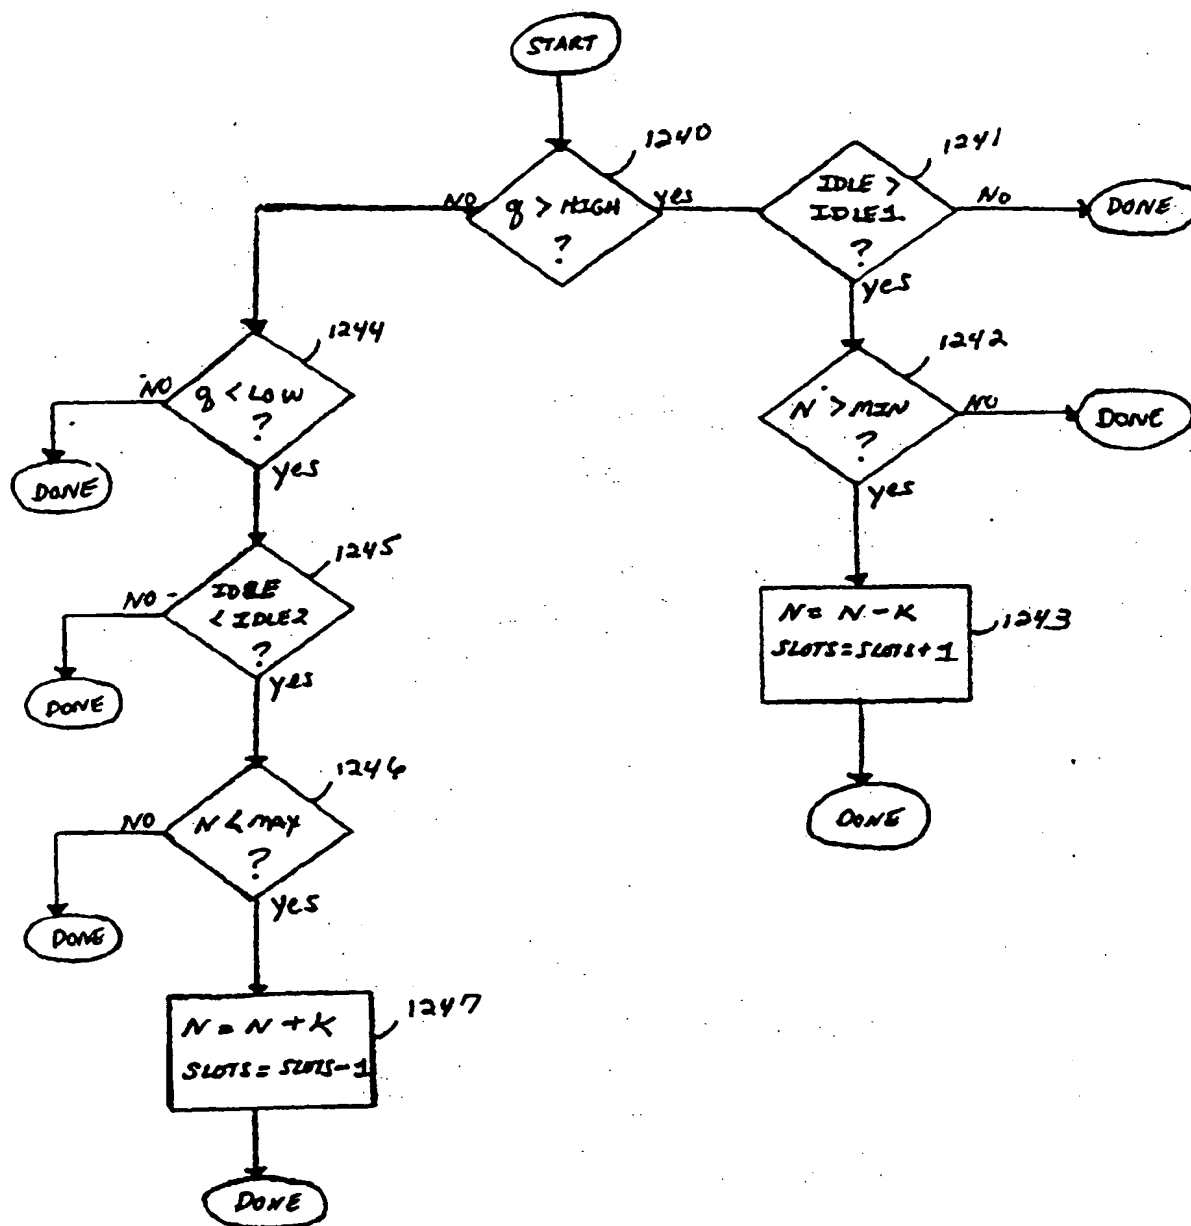 START
1240
q > HIGH
?
NO
yes
1241
IDLE >
IDLE1
?
NO
DONE
yes
1242
N > MIN
?
NO
DONE
yes
1243
N = N - K
SLOTS = SLOTS + 1
DONE
1244
q < LOW
?
NO
DONE
yes
1245
IDLE
< IDLE2
?
NO
DONE
yes
1246
N < MAX
?
NO
DONE
yes
1247
N = N + K
SLOTS = SLOTS - 1
DONE